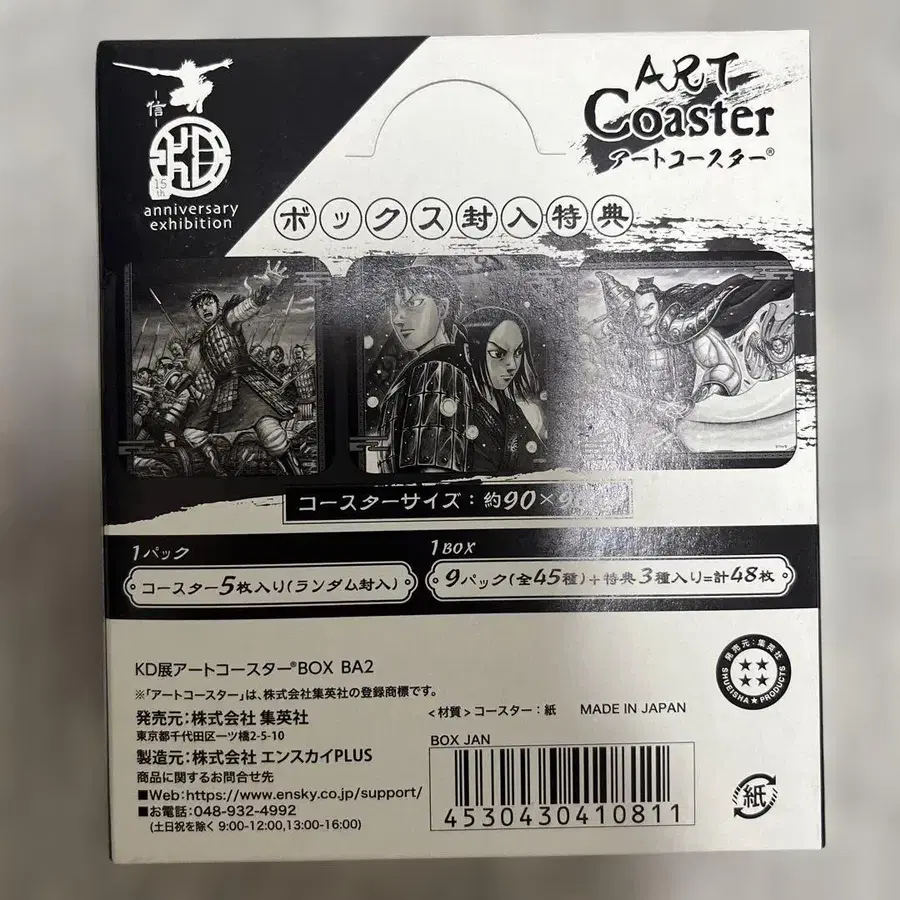 ー信ー
KD
15th
anniversary
exhibition
ART
Coaster
アートコースター®
ボックス封入特典
コースターサイズ：約90×9
1パック
コースター5枚入り(ランダム封入)
1BOX
9パック(全45種)+特典3種入り=計48枚
KD展アートコースター®BOX BA2
※「アートコースター」は、株式会社集英社の登録商標です。
発売元：株式会社 集英社
東京都千代田区一ツ橋2-5-10
製造元：株式会社 エンスカイPLUS
商品に関するお問合せ先
■Web：https://www.ensky.co.jp/support/
■お電話：048-932-4992
(土日祝を除く 9:00-12:00,13:00-16:00)
発売元：集英社
SHUEISHA★PRODUCTS
＜材質＞コースター：紙 MADE IN JAPAN
BOX JAN
4530430410811
紙